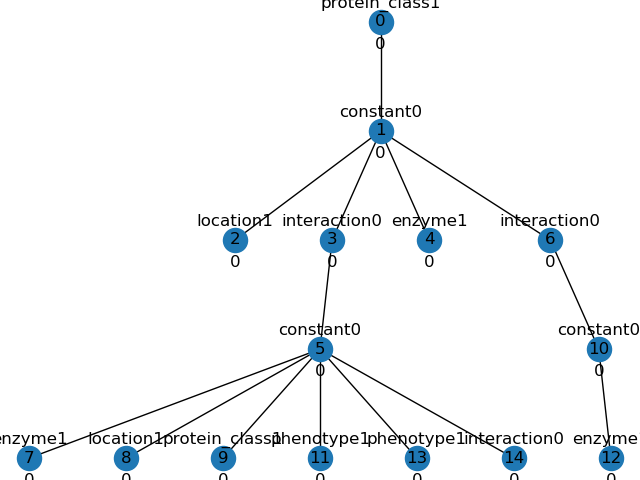 protein_class1
0
0
constant0
1
0
location1 interaction0 enzyme1 interaction0
2 3 4 6
0 0 0 0
constant0 constant0
5 10
0 0
enzyme1 location1 protein_class1 phenotype1 phenotype1 interaction0 enzyme
7 8 9 11 13 14 12
0 0 0 0 0 0 0